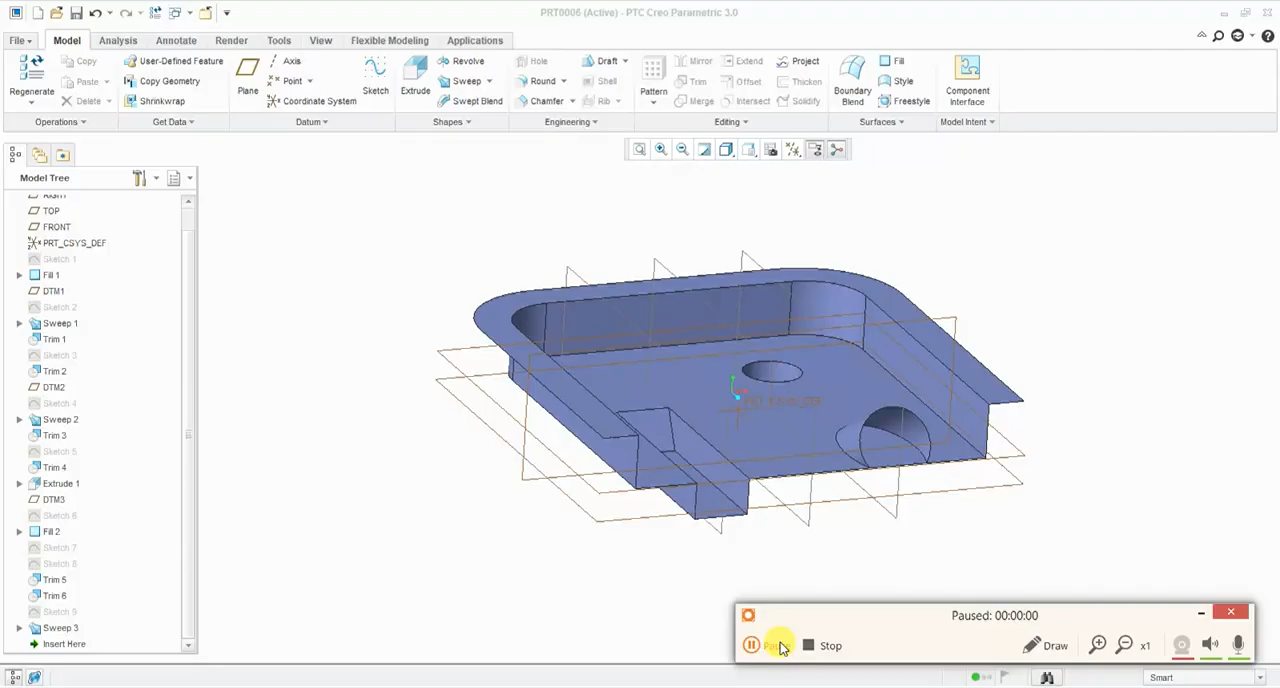 PRT0006 (Active) - PTC Creo Parametric 3.0
File Model Analysis Annotate Render Tools View Flexible Modeling Applications
Regenerate
Copy
Paste
Delete
Operations
User-Defined Feature
Copy Geometry
Shrinkwrap
Get Data
Plane
Axis
Point
Coordinate System
Sketch
Datum
Extrude
Revolve
Sweep
Swept Blend
Shapes
Hole
Round
Chamfer
Draft
Shell
Rib
Engineering
Pattern
Mirror
Trim
Merge
Extend
Offset
Intersect
Project
Thicken
Solidify
Editing
Boundary Blend
Fill
Style
Freestyle
Surfaces
Component Interface
Model Intent
Model Tree
RIGHT
TOP
FRONT
PRT_CSYS_DEF
Sketch 1
Fill 1
DTM1
Sketch 2
Sweep 1
Trim 1
Sketch 3
Trim 2
DTM2
Sketch 4
Sweep 2
Trim 3
Sketch 5
Trim 4
Extrude 1
DTM3
Sketch 6
Fill 2
Sketch 7
Sketch 8
Trim 5
Trim 6
Sketch 9
Sweep 3
Insert Here
Paused: 00:00:00
Stop
Draw
x1
Smart